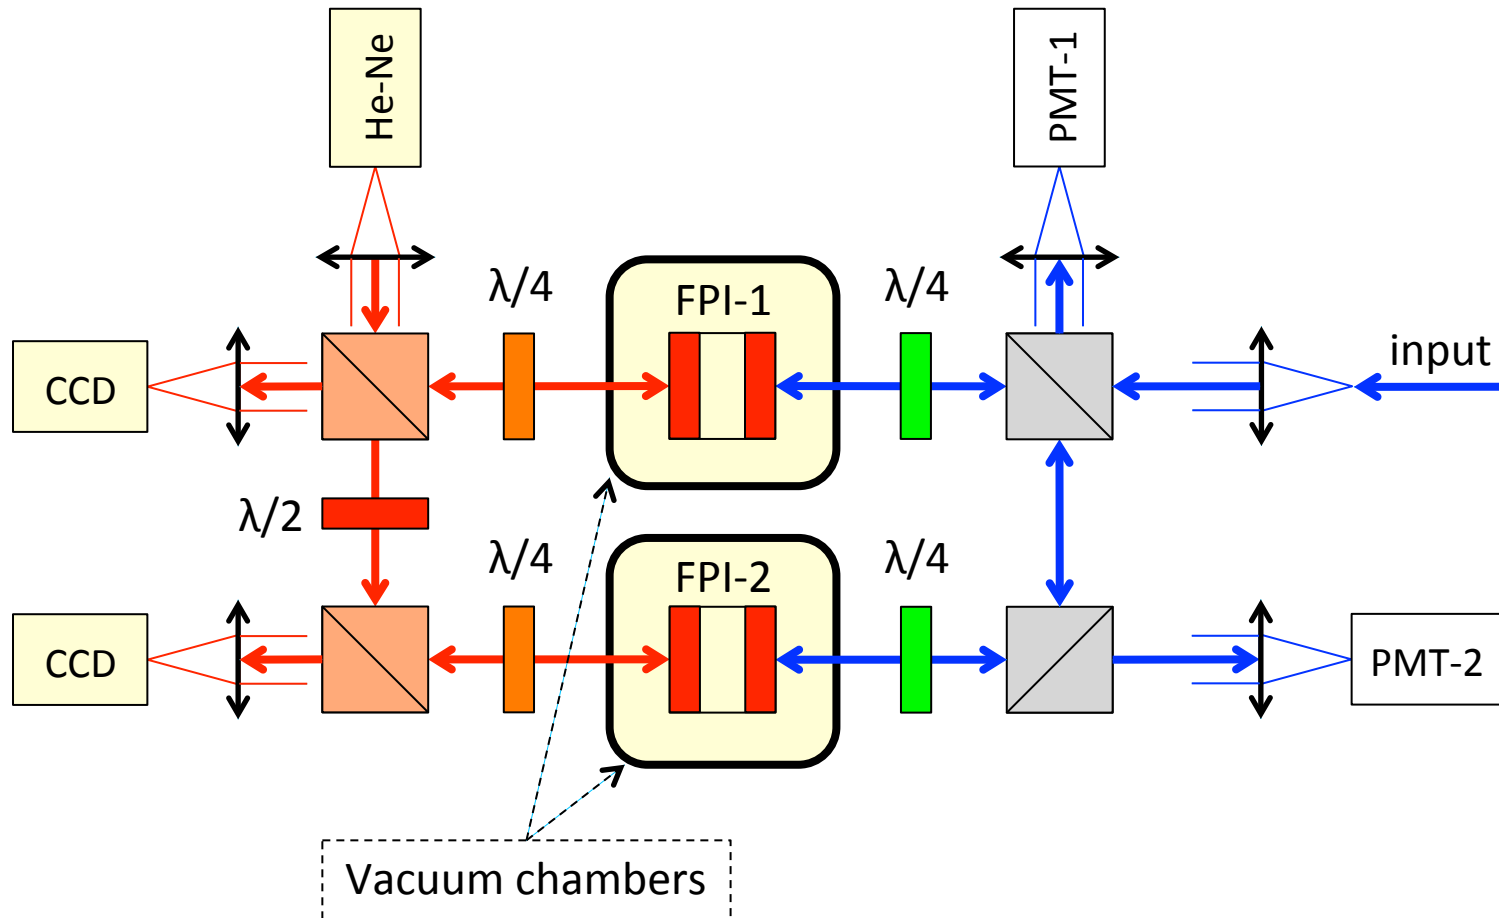 He-Ne
PMT-1
λ/4
FPI-1
λ/4
CCD
input
λ/2
λ/4
FPI-2
λ/4
CCD
PMT-2
Vacuum chambers